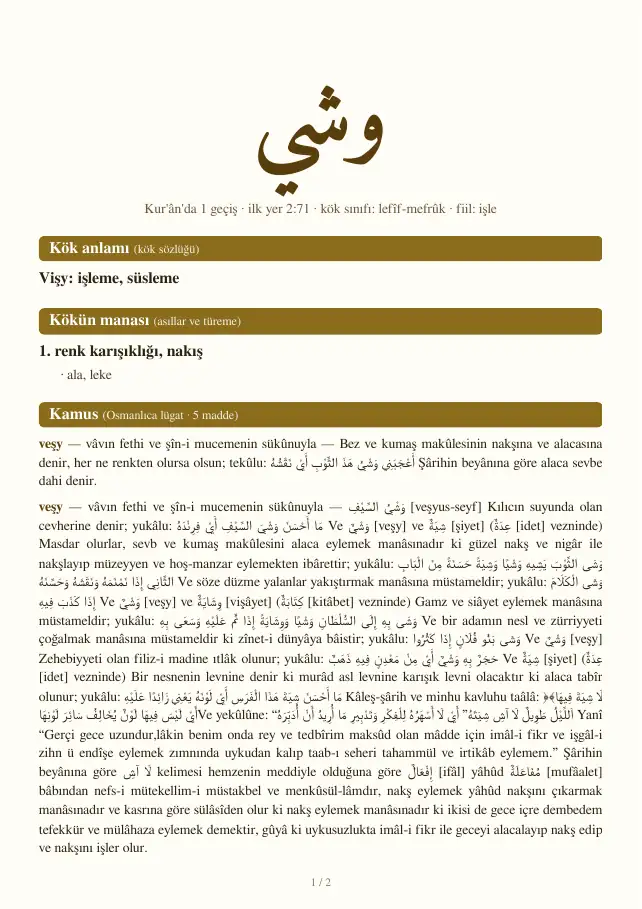 وشي
Kur'ân'da 1 geçiş · ilk yer 2:71 · kök sınıfı: lefîf-mefrûk · fiil: işle
Kök anlamı (kök sözlüğü)
Vişy: işleme, süsleme
Kökün manası (asıllar ve türeme)
1. renk karışıklığı, nakış
· ala, leke
Kamus (Osmanlıca lügat · 5 madde)
veşy — vâvın fethi ve şîn-i mucemenin sükûnuyla — Bez ve kumaş makûlesinin nakşına ve alacasına
denir, her ne renkten olursa olsun; tekûlu: أَعْجَبَنِي وَشْيُ هَذَ الثَّوْبِ أَيْ نَقْشُهُ Şârihin beyânına göre alaca sevbe
dahi denir.
veşy — vâvın fethi ve şîn-i mucemenin sükûnuyla — وَشْيُ السَّيْفِ [veşyus-seyf] Kılıcın suyunda olan
cevherine denir; yukâlu: مَا أَحْسَنَ وَشْيَ السَّيْفِ أَيْ فِرِنْدَهُ Ve وَشْيٌ [veşy] ve شِيَةٌ [şiyet] (عِدَةٌ [idet] vezninde)
Masdar olurlar, sevb ve kumaş makûlesini alaca eylemek manâsınadır ki güzel nakş ve nigâr ile
nakşlayıp müzeyyen ve hoş-manzar eylemekten ibârettir; yukâlu: وَشَى الثَّوْبَ يَشِيهِ وَشْيًا وَشِيَةً حَسَنَةً مِنَ الْبَابِ
الثَّانِي إِذَا نَمْنَمَهُ وَنَقَشَهُ وَحَسَّنَهُ Ve söze düzme yalanlar yakıştırmak manâsına müstameldir; yukâlu: وَشَى الْكَلَامَ
إِذَا كَذَبَ فِيهِ Ve وَشْيٌ [veşy] ve وِشَايَةٌ [vişâyet] (كِتَابَةٌ [kitâbet] vezninde) Gamz ve siâyet eylemek manâsına
müstameldir; yukâlu: وَشَى بِهِ إِلَى السُّلْطَانِ وَشْيًا وَوِشَايَةً إِذَا نَمَّ عَلَيْهِ وَسَعَى بِهِ Ve bir adamın nesl ve zürriyeti
çoğalmak manâsına müstameldir ki zînet-i dünyâya bâistir; yukâlu: وَشَى بَنُو فُلَانٍ إِذَا كَثُرُوا Ve وَشْيٌ [veşy]
Zehebiyyeti olan filiz-i madine ıtlâk olunur; yukâlu: حَجَرٌ بِهِ وَشْيٌ أَيْ مِنْ مَعْدِنٍ فِيهِ ذَهَبٌ Ve شِيَةٌ [şiyet] (عِدَةٌ
[idet] vezninde) Bir nesnenin levnine denir ki murâd asl levnine karışık levni olacaktır ki alaca tabîr
olunur; yukâlu: مَا أَحْسَنَ شِيَةَ هَذَا الْفَرَسِ أَيْ لَوْنَهُ يَعْنِي زَائِدًا عَلَيْهِ Kâleş-şârih ve minhu kavluhu taâlâ: ﴿لَا شِيَةَ فِيهَا﴾
أَيْ لَيْسَ فِيهَا لَوْنٌ يُخَالِفُ سَائِرَ لَوْنِهَا Ve yekûlûne: “اَللَّيْلُ طَوِيلٌ لَا آشِ شِيَتَهُ” أَيْ لَا أَسْهَرُهُ لِلْفِكْرِ وَتَدْبِيرِ مَا أُرِيدُ أَنْ أُدَبِّرَهُ Yanî
“Gerçi gece uzundur,lâkin benim onda rey ve tedbîrim maksûd olan mâdde için imâl-i fikr ve işgâl-i
zihn ü endîşe eylemek zımnında uykudan kalıp taab-ı seheri tahammül ve irtikâb eylemem.” Şârihin
beyânına göre لَا آشِ kelimesi hemzenin meddiyle olduğuna göre إِفْعَالٌ [ifâl] yâhûd مُفَاعَلَةٌ [mufâalet]
bâbından nefs-i mütekellim-i müstakbel ve menkûsül-lâmdır, nakş eylemek yâhûd nakşını çıkarmak
manâsınadır ve kasrına göre sülâsîden olur ki nakş eylemek manâsınadır ki ikisi de gece içre dembedem
tefekkür ve mülâhaza eylemek demektir, gûyâ ki uykusuzlukta imâl-i fikr ile geceyi alacalayıp nakş edip
ve nakşını işler olur.
1 / 2